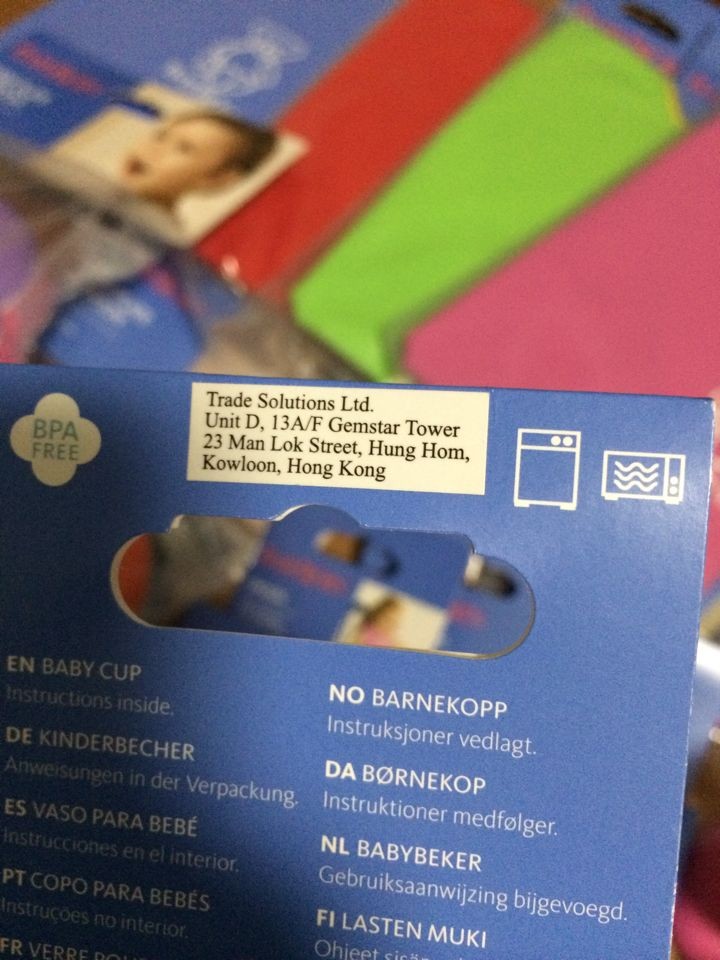 BPA
FREE
Trade Solutions Ltd.
Unit D, 13A/F Gemstar Tower
23 Man Lok Street, Hung Hom,
Kowloon, Hong Kong
EN BABY CUP
Instructions inside.
DE KINDERBECHER
Anweisungen in der Verpackung.
ES VASO PARA BEBÉ
Instrucciones en el interior.
PT COPO PARA BEBÉS
Instruções no interior.
FR VERRE
NO BARNEKOPP
Instruksjoner vedlagt.
DA BØRNEKOP
Instruktioner medfølger.
NL BABYBEKER
Gebruiksaanwijzing bijgevoegd.
FI LASTEN MUKI
Ohjeet